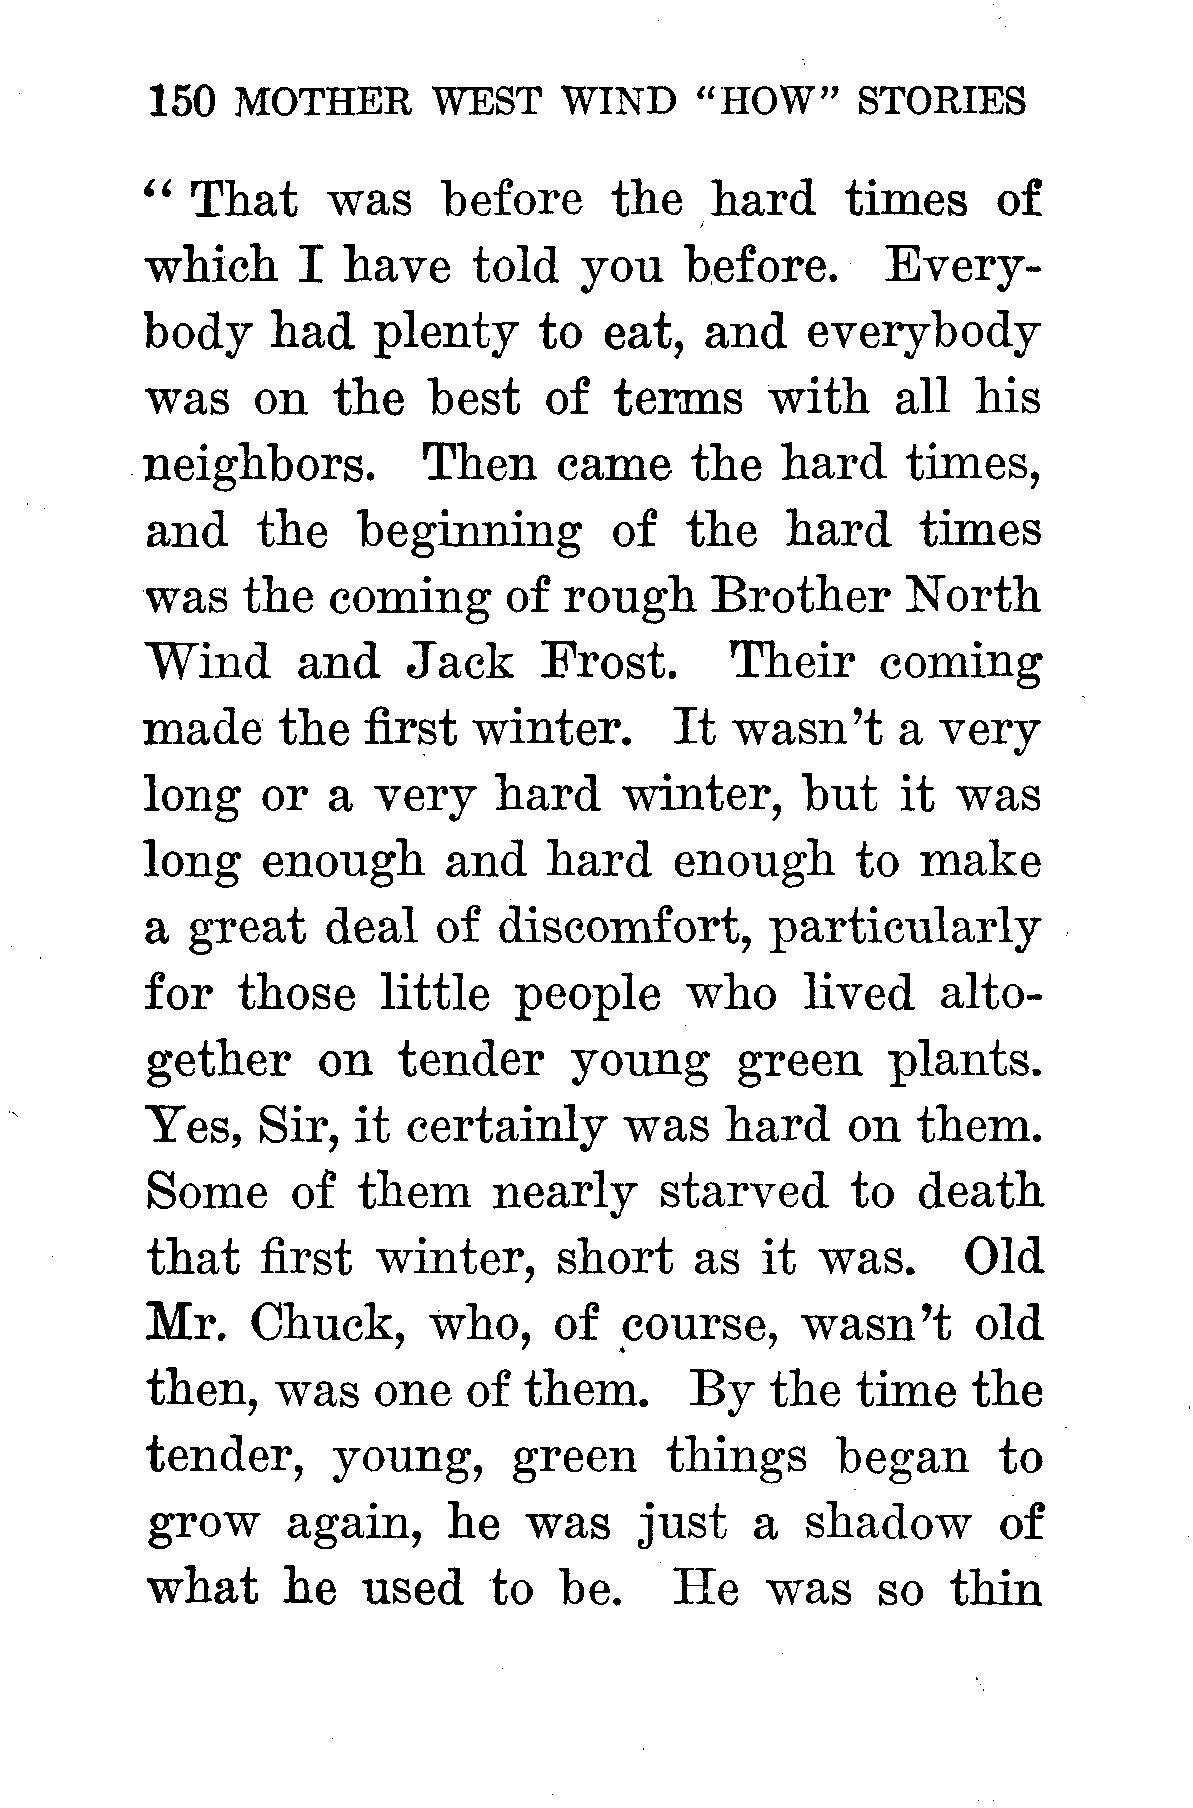 150 MOTHER WEST WIND "HOW" STORIES
" That was before the hard times of
which I have told you before. Every-
body had plenty to eat, and everybody
was on the best of terms with all his
neighbors. Then came the hard times,
and the beginning of the hard times
was the coming of rough Brother North
Wind and Jack Frost. Their coming
made the first winter. It wasn't a very
long or a very hard winter, but it was
long enough and hard enough to make
a great deal of discomfort, particularly
for those little people who lived alto-
gether on tender young green plants.
Yes, Sir, it certainly was hard on them.
Some of them nearly starved to death
that first winter, short as it was. Old
Mr. Chuck, who, of course, wasn't old
then, was one of them. By the time the
tender, young, green things began to
grow again, he was just a shadow of
what he used to be. He was so thin